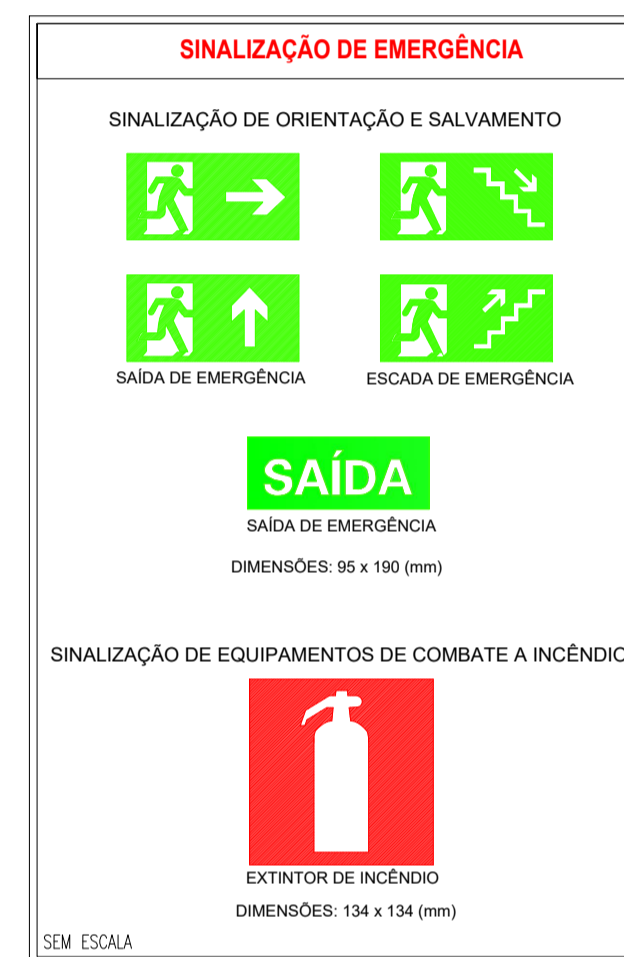 SINALIZAÇÃO DE EMERGÊNCIA
SINALIZAÇÃO DE ORIENTAÇÃO E SALVAMENTO
SAÍDA DE EMERGÊNCIA
ESCADA DE EMERGÊNCIA
SAÍDA
SAÍDA DE EMERGÊNCIA
DIMENSÕES: 95 x 190 (mm)
SINALIZAÇÃO DE EQUIPAMENTOS DE COMBATE A INCÊNDIO
EXTINTOR DE INCÊNDIO
DIMENSÕES: 134 x 134 (mm)
SEM ESCALA